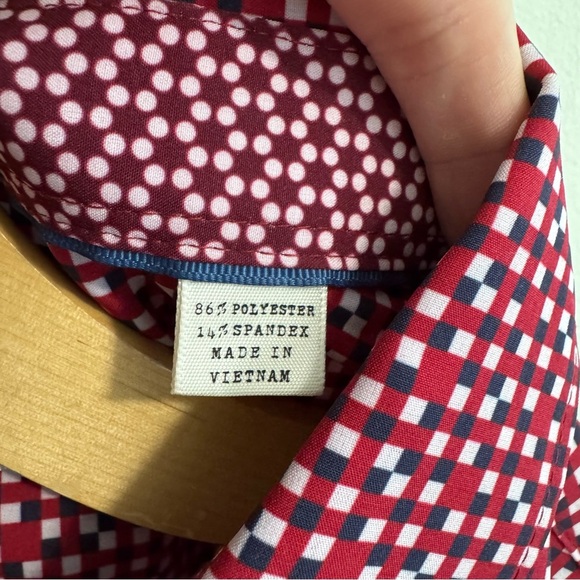 86% POLYESTER
14% SPANDEX
MADE IN
VIETNAM